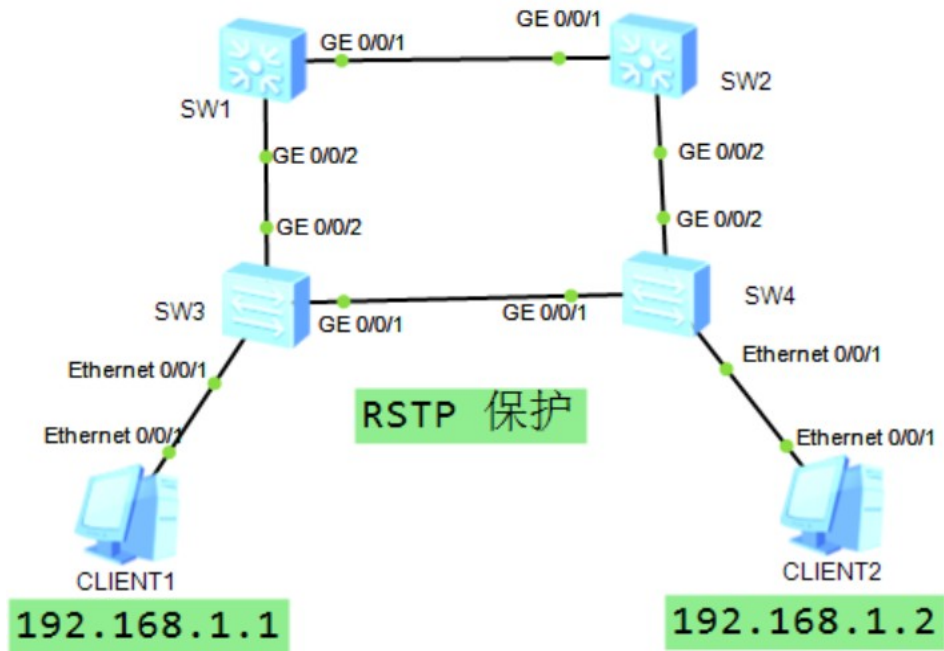 GE 0/0/1
GE 0/0/1
SW1
SW2
GE 0/0/2
GE 0/0/2
GE 0/0/2
GE 0/0/2
SW3
SW4
GE 0/0/1
GE 0/0/1
Ethernet 0/0/1
Ethernet 0/0/1
RSTP 保护
Ethernet 0/0/1
Ethernet 0/0/1
CLIENT1
CLIENT2
192.168.1.1
192.168.1.2